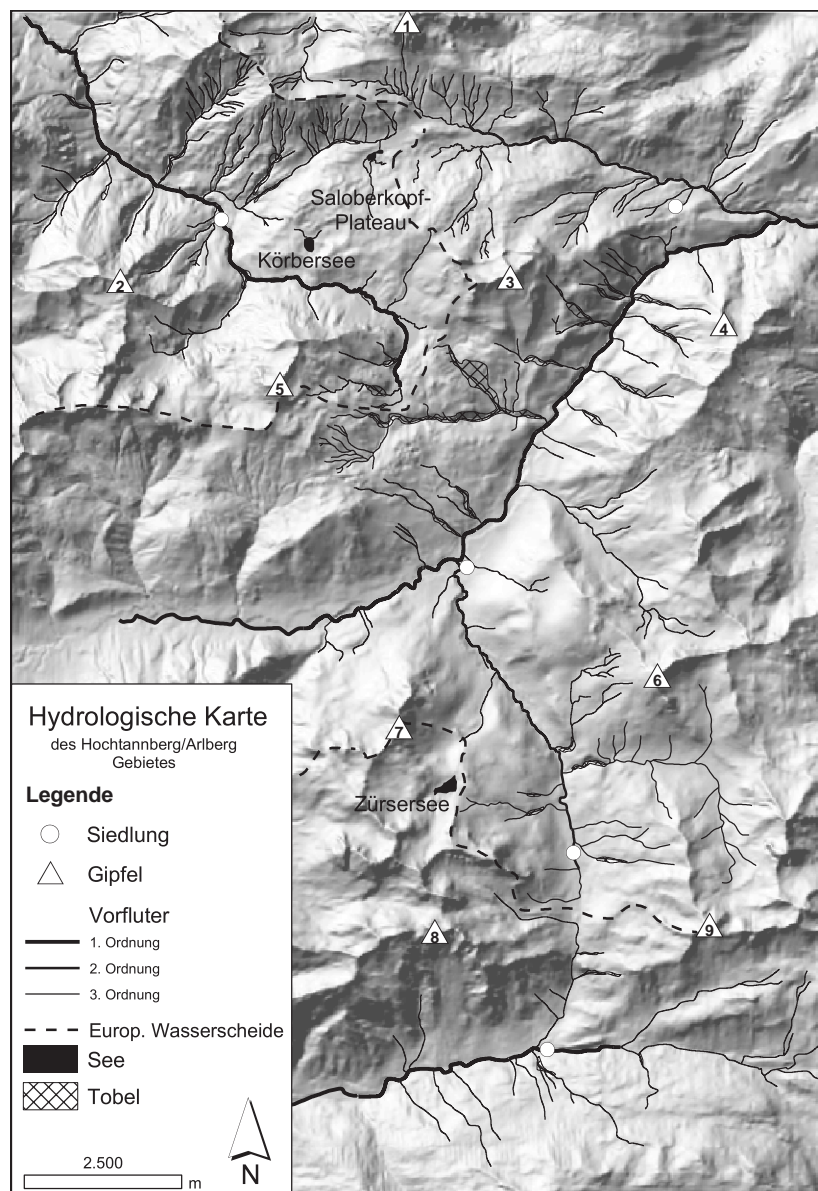 1
Saloberkopf-
Plateau
Körbersee
2
3
4
5
6
7
Zürsersee
8
9
Hydrologische Karte
des Hochtannberg/Arlberg
Gebietes
Legende
Siedlung
Gipfel
Vorfluter
1. Ordnung
2. Ordnung
3. Ordnung
Europ. Wasserscheide
See
Tobel
N
2.500
m